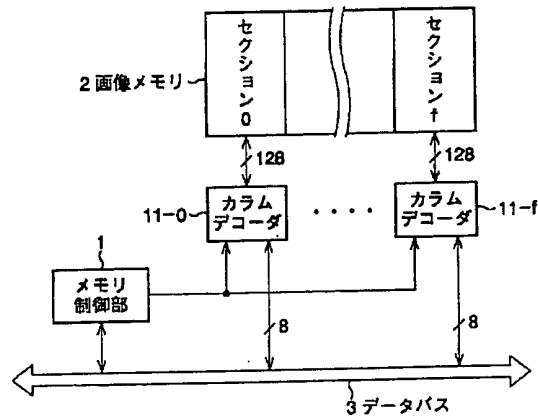 セクション0
セクションf
2 画像メモリ
128
128
11-0
カラム
デコーダ
・・・・
カラム
デコーダ
11-f
1
メモリ
制御部
8
8
3 データバス